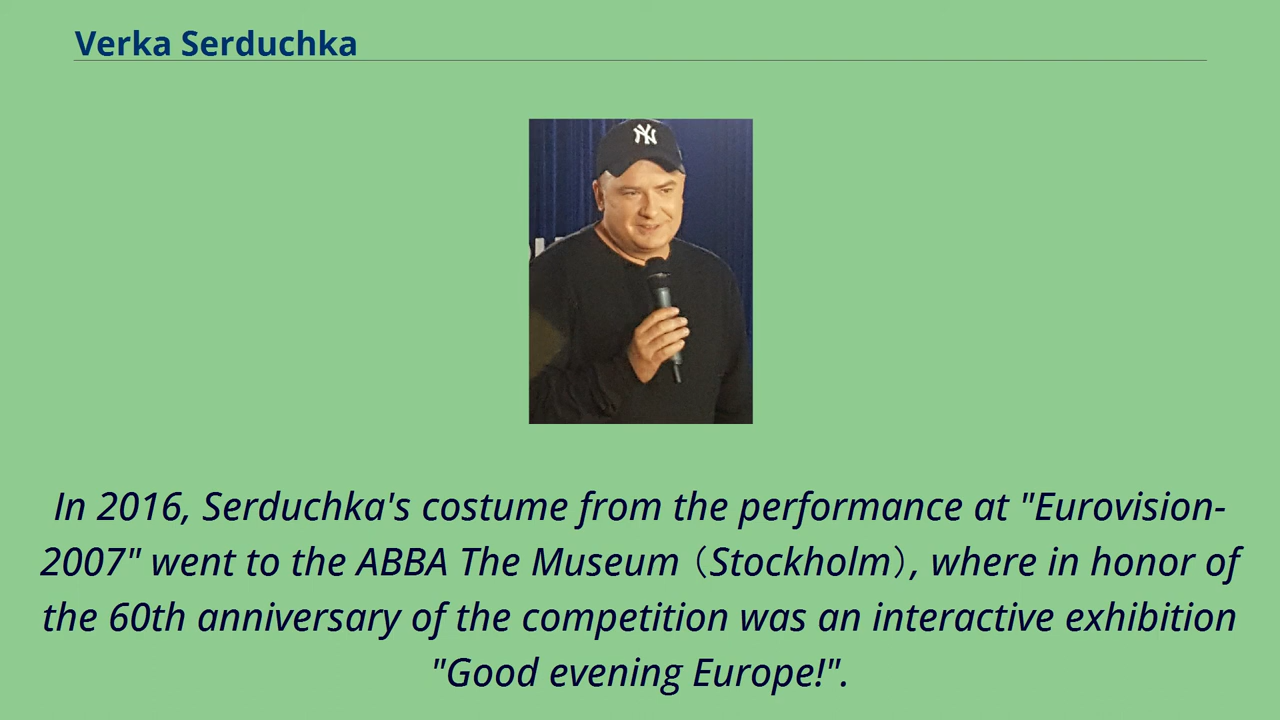 Verka Serduchka
NY
In 2016, Serduchka's costume from the performance at "Eurovision-
2007" went to the ABBA The Museum（Stockholm）, where in honor of
the 60th anniversary of the competition was an interactive exhibition
"Good evening Europe!".